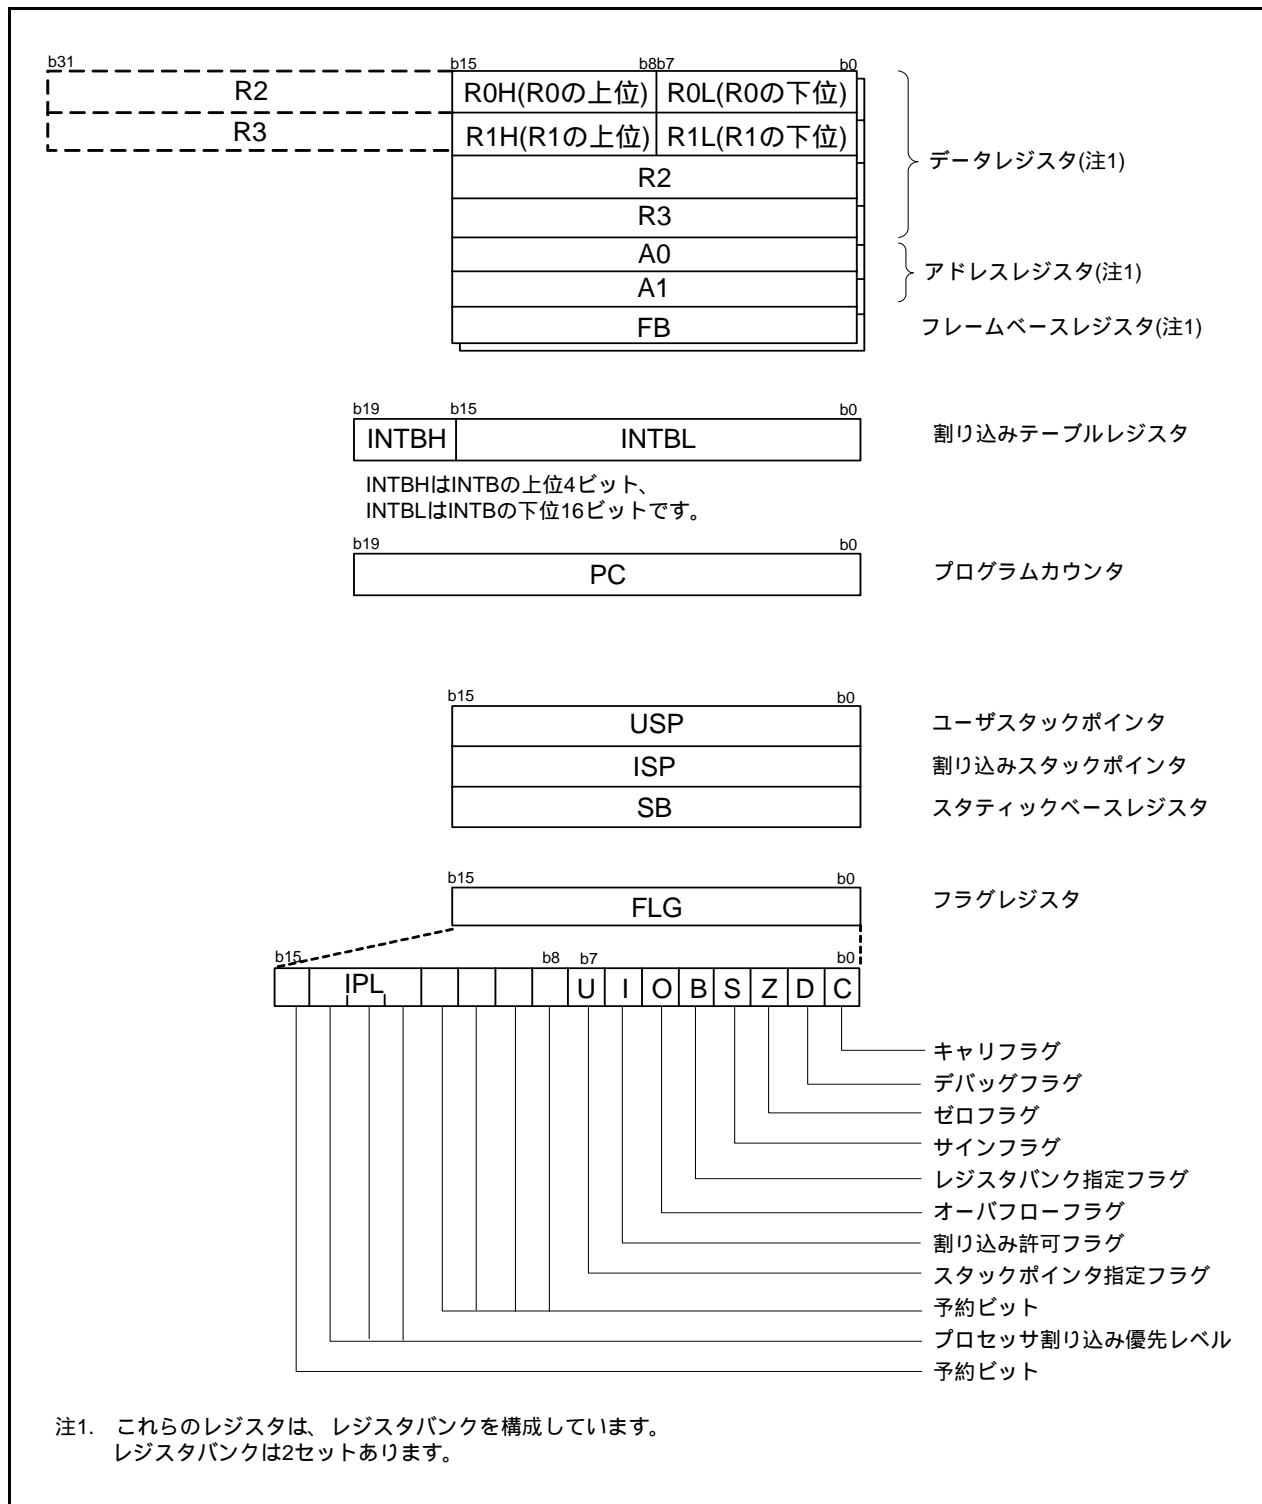 b31 b15 b8b7 b0
R2 R0H(R0の上位) R0L(R0の下位)
R3 R1H(R1の上位) R1L(R1の下位)
データレジスタ(注1)
R2
R3
A0
アドレスレジスタ(注1)
A1
FB フレームベースレジスタ(注1)
b19 b15 b0
INTBH INTBL 割り込みテーブルレジスタ
INTBHはINTBの上位4ビット、
INTBLはINTBの下位16ビットです。
b19 b0
PC プログラムカウンタ
b15 b0
USP ユーザスタックポインタ
ISP 割り込みスタックポインタ
SB スタティックベースレジスタ
b15 b0
FLG フラグレジスタ
b15 b8 b7 b0
IPL U I O B S Z D C
キャリフラグ
デバッグフラグ
ゼロフラグ
サインフラグ
レジスタバンク指定フラグ
オーバフローフラグ
割り込み許可フラグ
スタックポインタ指定フラグ
予約ビット
プロセッサ割り込み優先レベル
予約ビット
注1. これらのレジスタは、レジスタバンクを構成しています。
レジスタバンクは2セットあります。